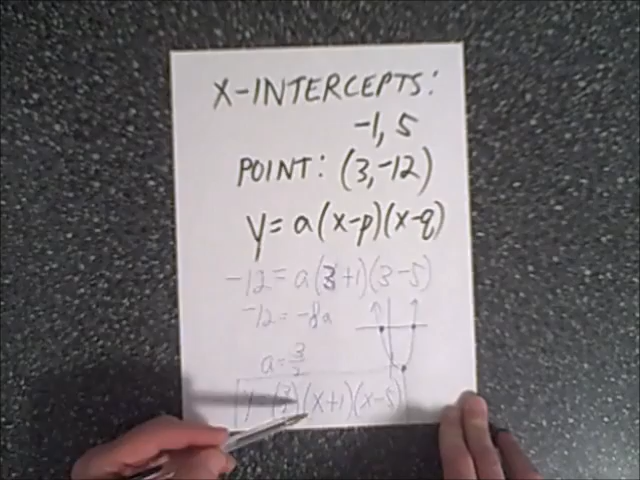 X-INTERCEPTS:
-1, 5
POINT: (3,-12)
y = a(x-p)(x-q)
-12 = a(3+1)(3-5)
-12 = -8a
a = 3/2
y = (3/2)(x+1)(x-5)